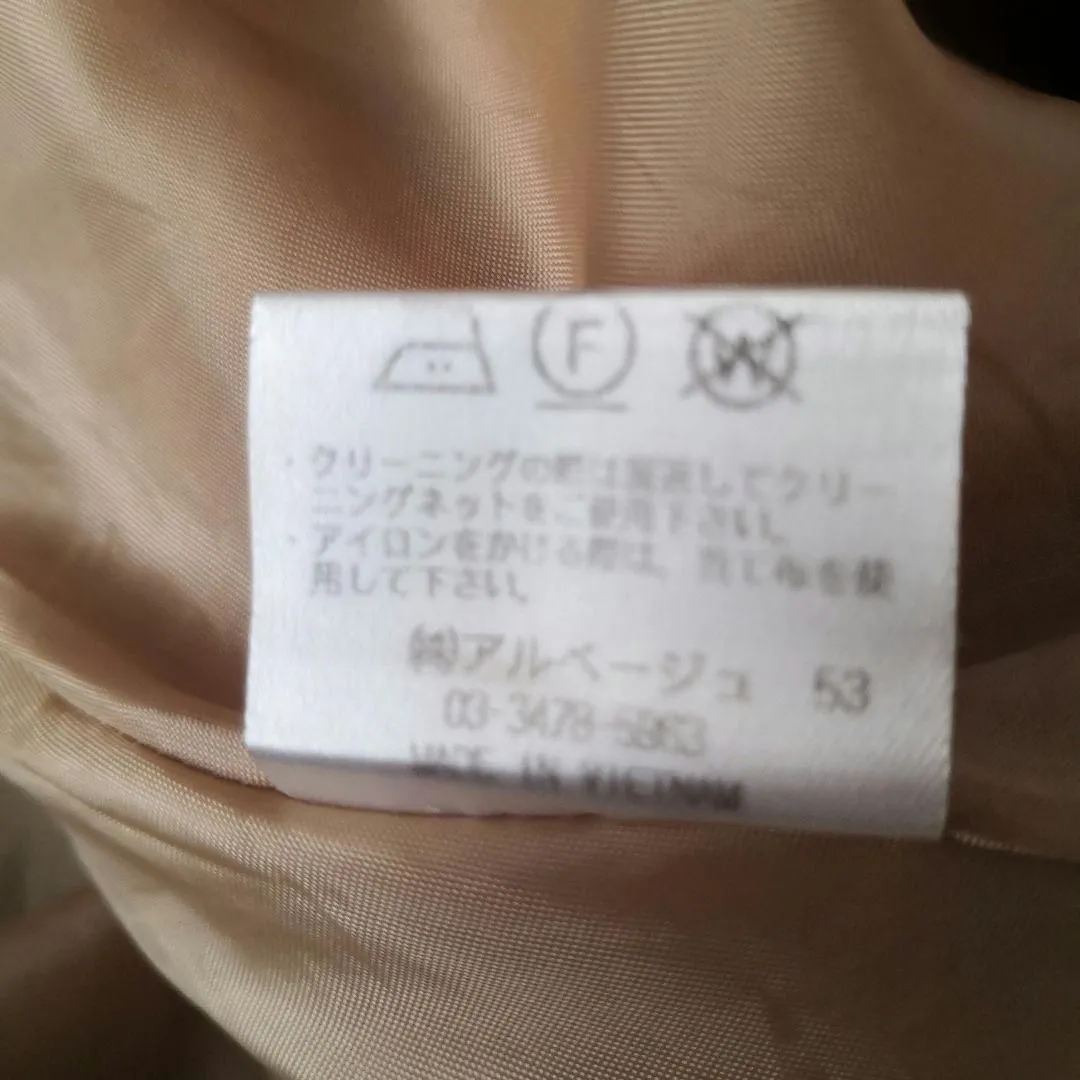 F W
・クリーニングの際は裏返してクリー
ニングネットをご使用下さい。
・アイロンをかける際は、当て布を使
用して下さい。
㈱アルページュ 53
03-3478-5963
MADE IN VIETNAM